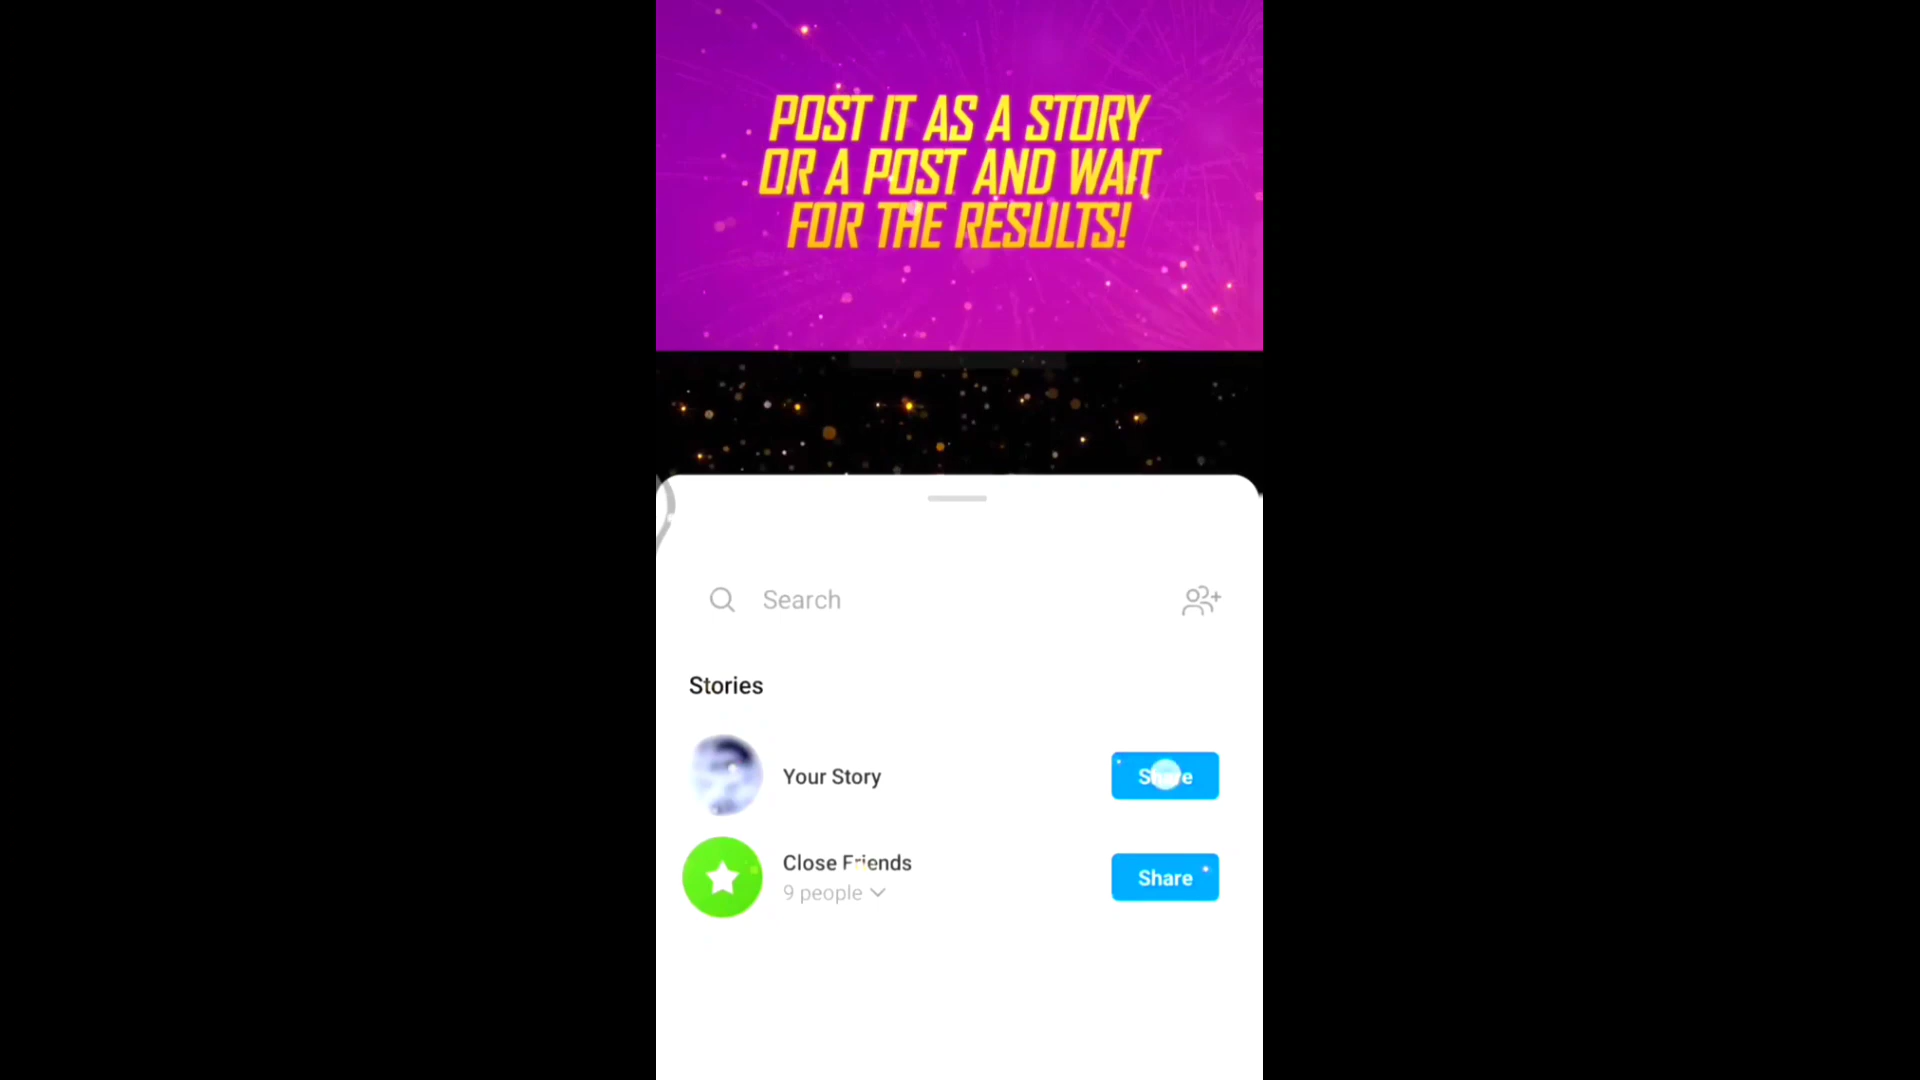 POST IT AS A STORY
OR A POST AND WAIT
FOR THE RESULTS!
Search
Stories
Your Story
Share
Close Friends
9 people
Share